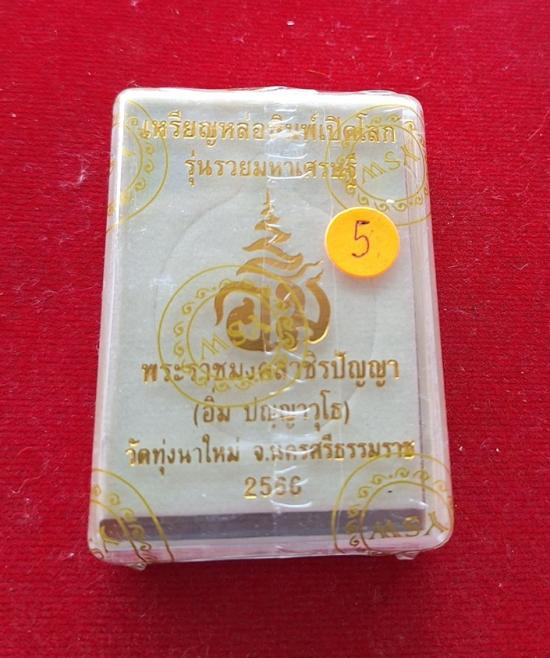 เหรียญหล่อพิมพ์เปิดโลก
รุ่นรวยมหาเศรษฐี
5
พระราชมงคลวชิรปัญญา
(อิ่ม ปญฺญาวุโธ)
วัดทุ่งนาใหม่ จ.นครศรีธรรมราช
2566